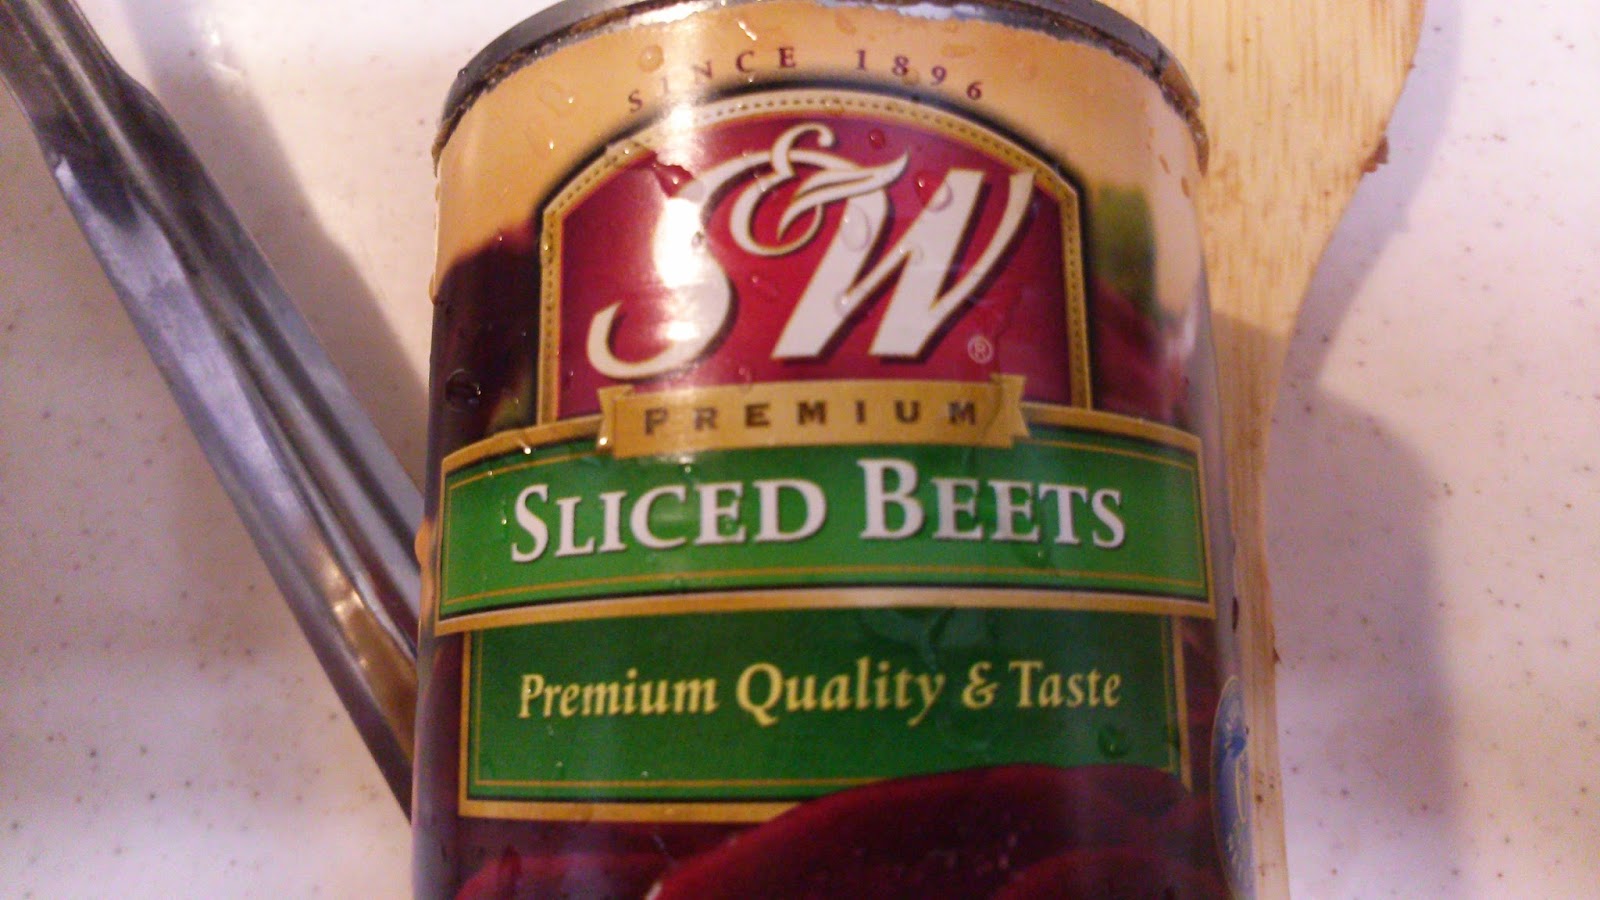 SINCE 1896
S&W®
PREMIUM
SLICED BEETS
Premium Quality & Taste